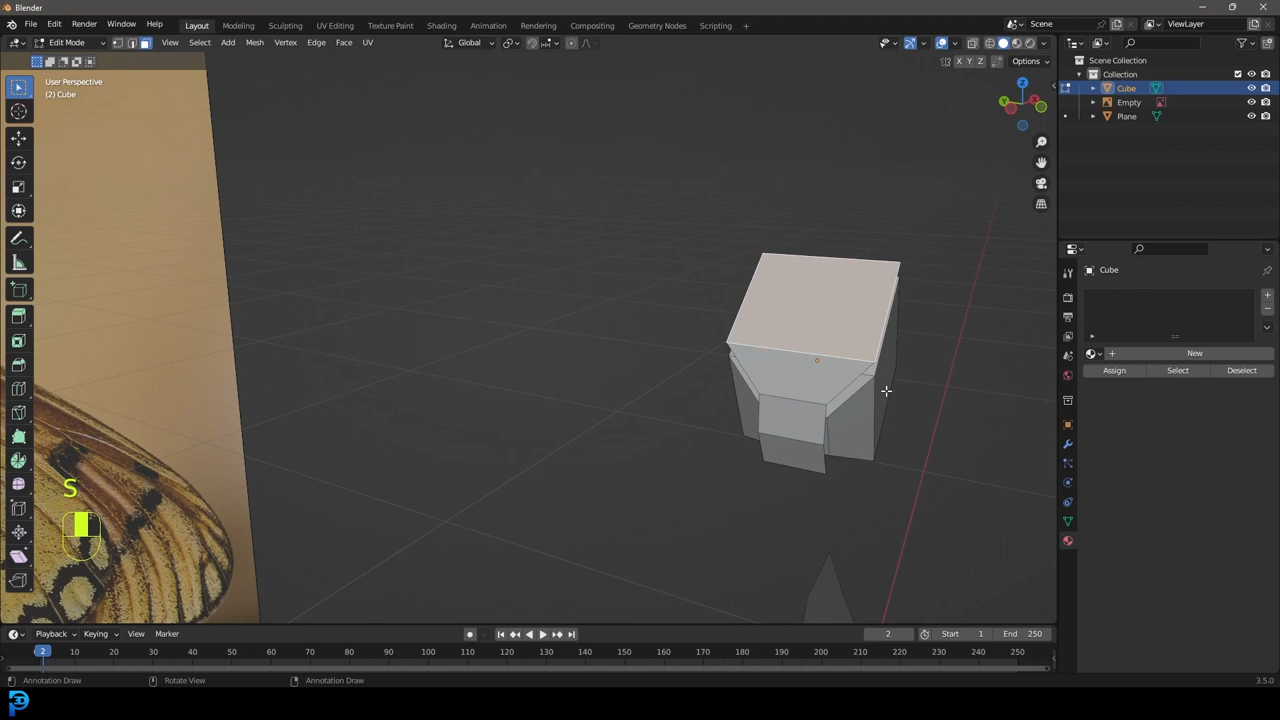 Blender
File Edit Render Window Help
Layout Modeling Sculpting UV Editing Texture Paint Shading Animation Rendering Compositing Geometry Nodes Scripting +
Scene
ViewLayer
Edit Mode View Select Add Mesh Vertex Edge Face UV
Global
X Y Z
Options
User Perspective
(2) Cube
Z
Y
X
S
Scene Collection
Collection
Cube
Empty
Plane
Cube
New
Assign Select Deselect
Playback Keying View Marker
2
Start 1
End 250
2 10 20 30 40 50 60 70 80 90 100 110 120 130 140 150 160 170 180 190 200 210 220 230 240 250
Annotation Draw Rotate View Annotation Draw
3.5.0